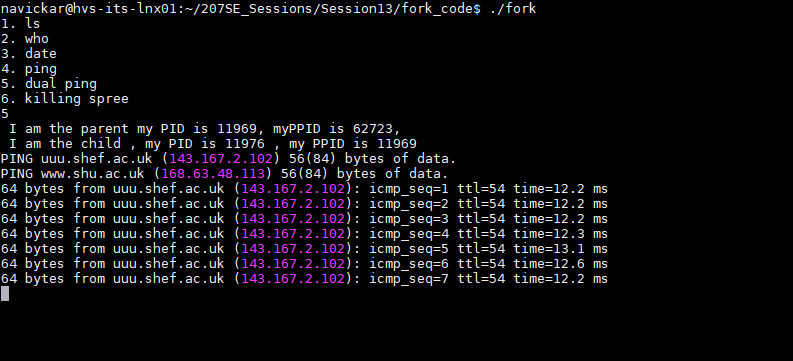 navickar@hvs-its-lnx01:~/207SE_Sessions/Session13/fork_code$ ./fork
1. ls
2. who
3. date
4. ping
5. dual ping
6. killing spree
5
 I am the parent my PID is 11969, myPPID is 62723,
 I am the child , my PID is 11976 , my PPID is 11969
PING uuu.shef.ac.uk (143.167.2.102) 56(84) bytes of data.
PING www.shu.ac.uk (168.63.48.113) 56(84) bytes of data.
64 bytes from uuu.shef.ac.uk (143.167.2.102): icmp_seq=1 ttl=54 time=12.2 ms
64 bytes from uuu.shef.ac.uk (143.167.2.102): icmp_seq=2 ttl=54 time=12.2 ms
64 bytes from uuu.shef.ac.uk (143.167.2.102): icmp_seq=3 ttl=54 time=12.2 ms
64 bytes from uuu.shef.ac.uk (143.167.2.102): icmp_seq=4 ttl=54 time=12.3 ms
64 bytes from uuu.shef.ac.uk (143.167.2.102): icmp_seq=5 ttl=54 time=13.1 ms
64 bytes from uuu.shef.ac.uk (143.167.2.102): icmp_seq=6 ttl=54 time=12.6 ms
64 bytes from uuu.shef.ac.uk (143.167.2.102): icmp_seq=7 ttl=54 time=12.2 ms